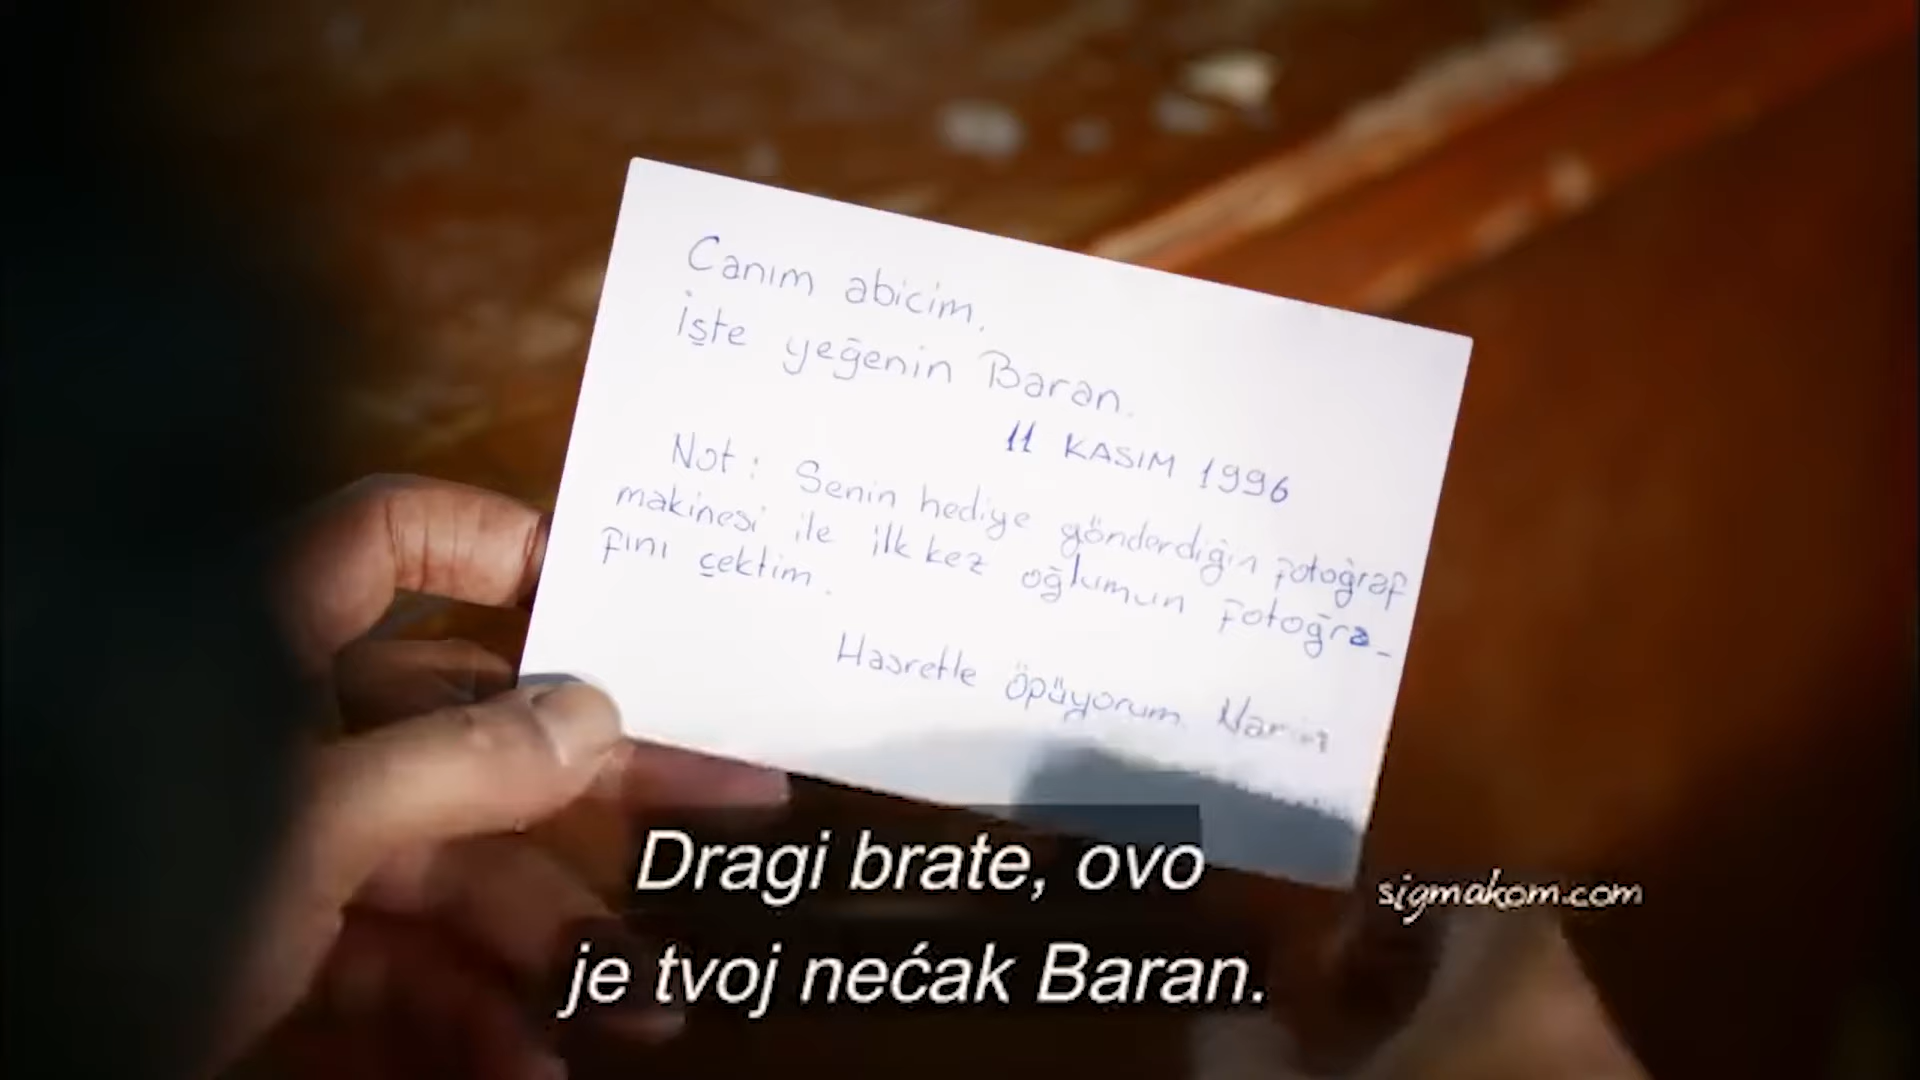 Canım abicim,
İşte yeğenin Baran.
11 KASIM 1996
Not: Senin hediye gönderdiğin fotoğraf
makinesi ile ilk kez oğlumun fotoğra-
fını çektim.
Hasretle öpüyorum
Dragi brate, ovo
je tvoj nećak Baran.
sigmakom.com